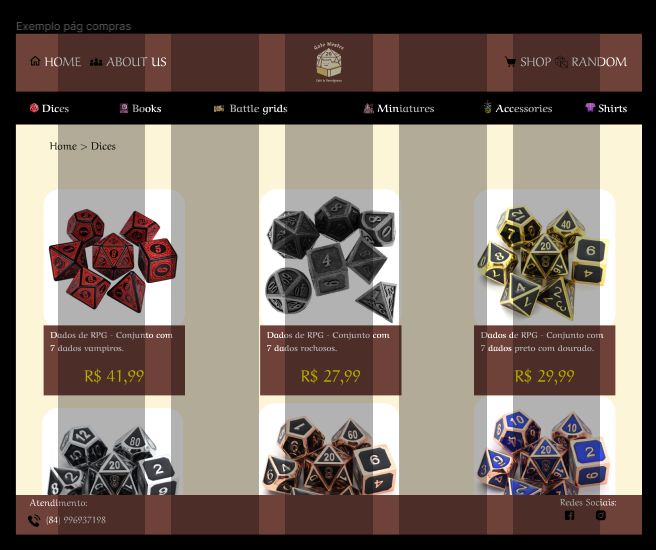 Exemplo pág compras
HOME ABOUT US
Gato Mestre
SHOP RANDOM
Dices Books Battle grids Miniatures Accessories Shirts
Home > Dices
Dados de RPG - Conjunto com
7 dados vampiros.
R$ 41,99
Dados de RPG - Conjunto com
7 dados rochosos.
R$ 27,99
Dados de RPG - Conjunto com
7 dados preto com dourado.
R$ 29,99
Atendimento:
(84) 996937198
Redes Sociais: